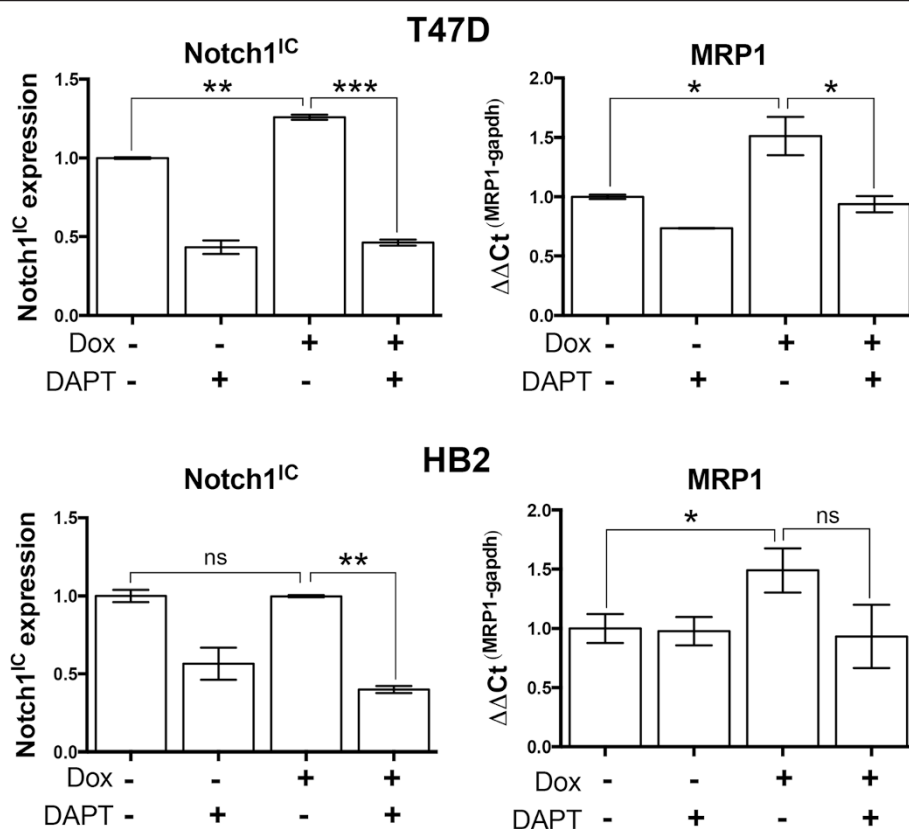 T47D
Notch1ᴵᶜ
MRP1
Notch1ᴵᶜ expression
1.5
1.0
0.5
0.0
** ***
Dox - - + +
DAPT - + - +
ΔΔCt (MRP1-gapdh)
2.0
1.5
1.0
0.5
0.0
* *
Dox - - + +
DAPT - + - +
HB2
Notch1ᴵᶜ
MRP1
Notch1ᴵᶜ expression
1.5
1.0
0.5
0.0
ns **
Dox - - + +
DAPT - + - +
ΔΔCt (MRP1-gapdh)
2.0
1.5
1.0
0.5
0.0
* ns
Dox - - + +
DAPT - + - +